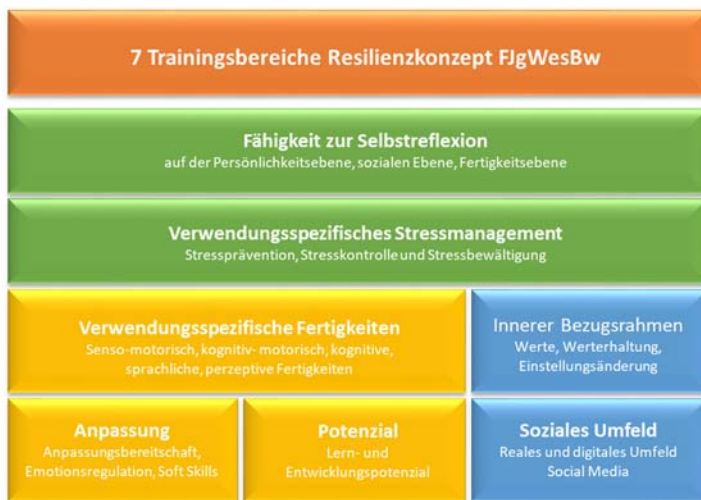 7 Trainingsbereiche Resilienzkonzept FJgWesBw
Fähigkeit zur Selbstreflexion
auf der Persönlichkeitsebene, sozialen Ebene, Fertigkeitsebene
Verwendungsspezifisches Stressmanagement
Stressprävention, Stresskontrolle und Stressbewältigung
Verwendungsspezifische Fertigkeiten
Senso-motorisch, kognitiv- motorisch, kognitive,
sprachliche, perzeptive Fertigkeiten
Innerer Bezugsrahmen
Werte, Werterhaltung,
Einstellungsänderung
Anpassung
Anpassungsbereitschaft,
Emotionsregulation, Soft Skills
Potenzial
Lern- und
Entwicklungspotenzial
Soziales Umfeld
Reales und digitales Umfeld
Social Media